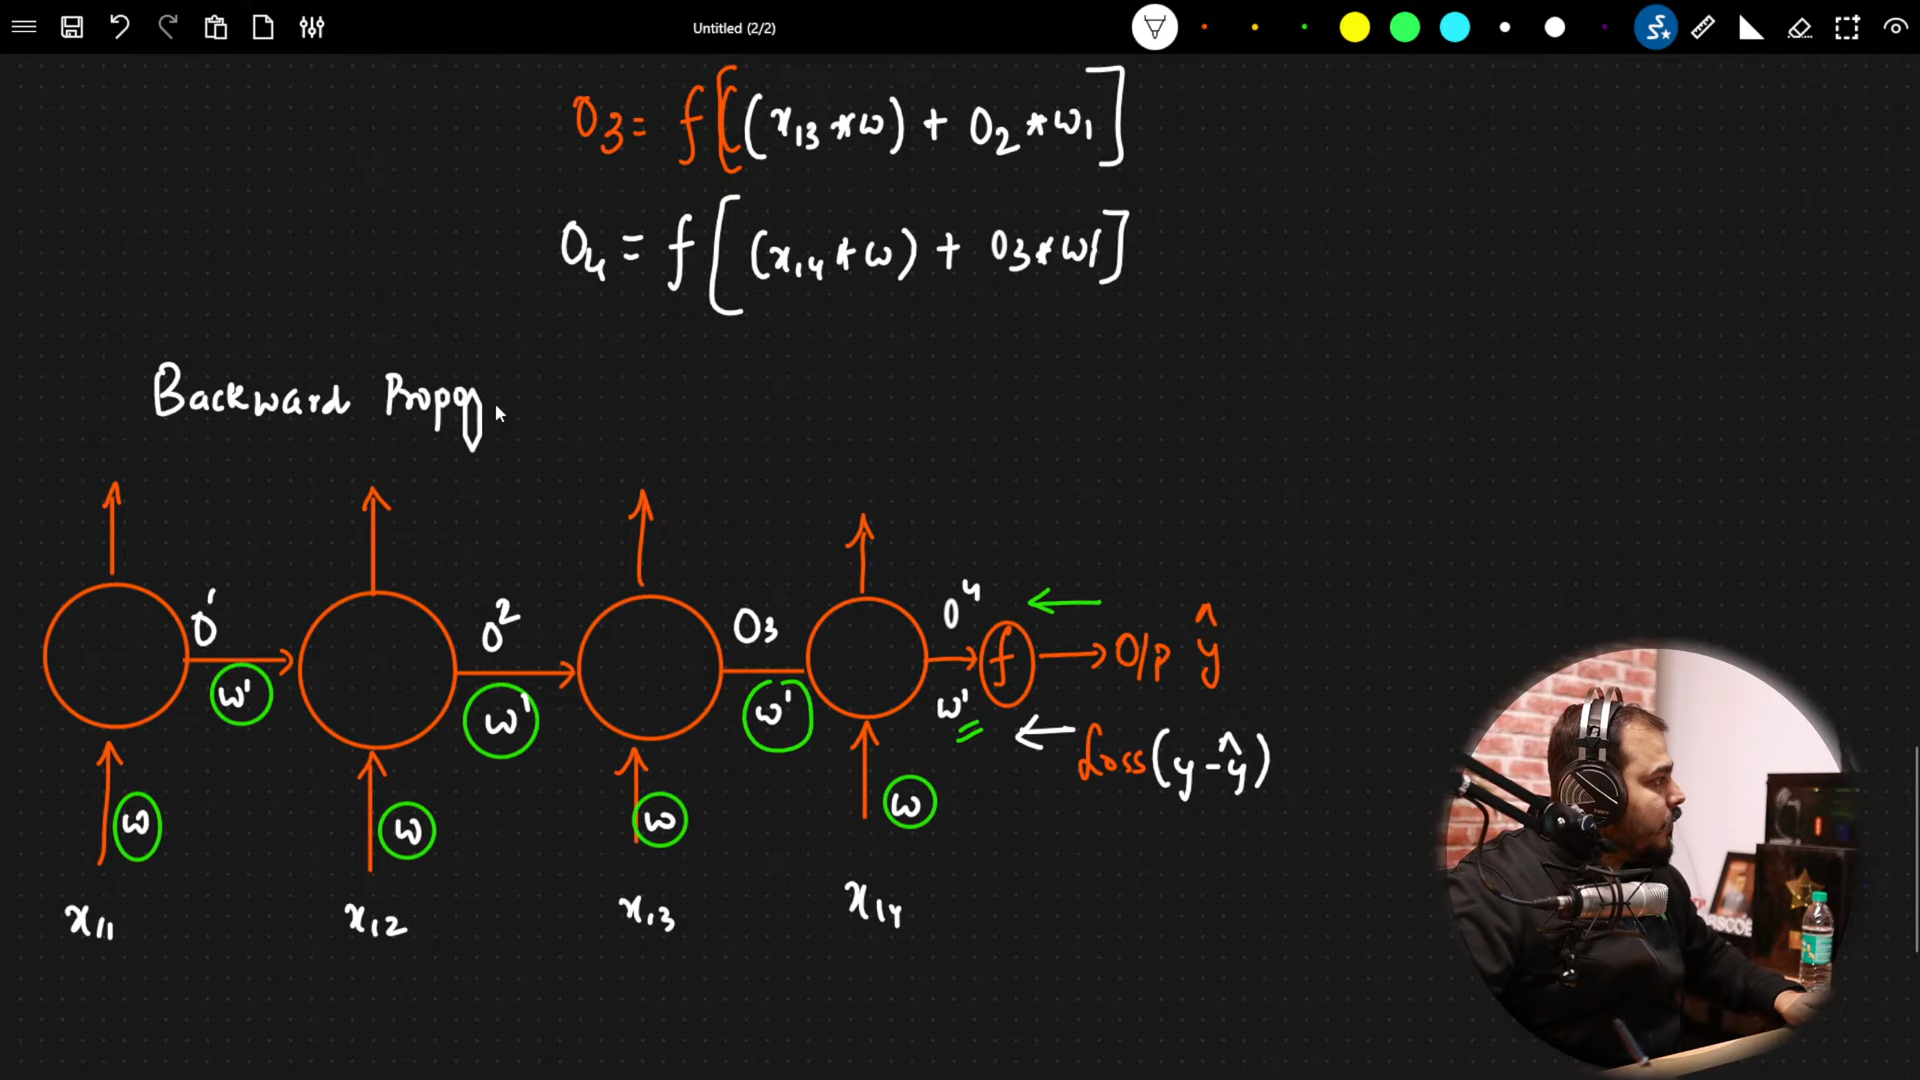 Untitled (2/2)
O3 = f[((x13 * w) + O2 * w1]
O4 = f[(x14 * w) + O3 * w1]
Backward Propg
O' O² O3 O⁴
f O/p ŷ
w' w' w' w'
Loss(y - ŷ)
w w w w
x11 x12 x13 x14